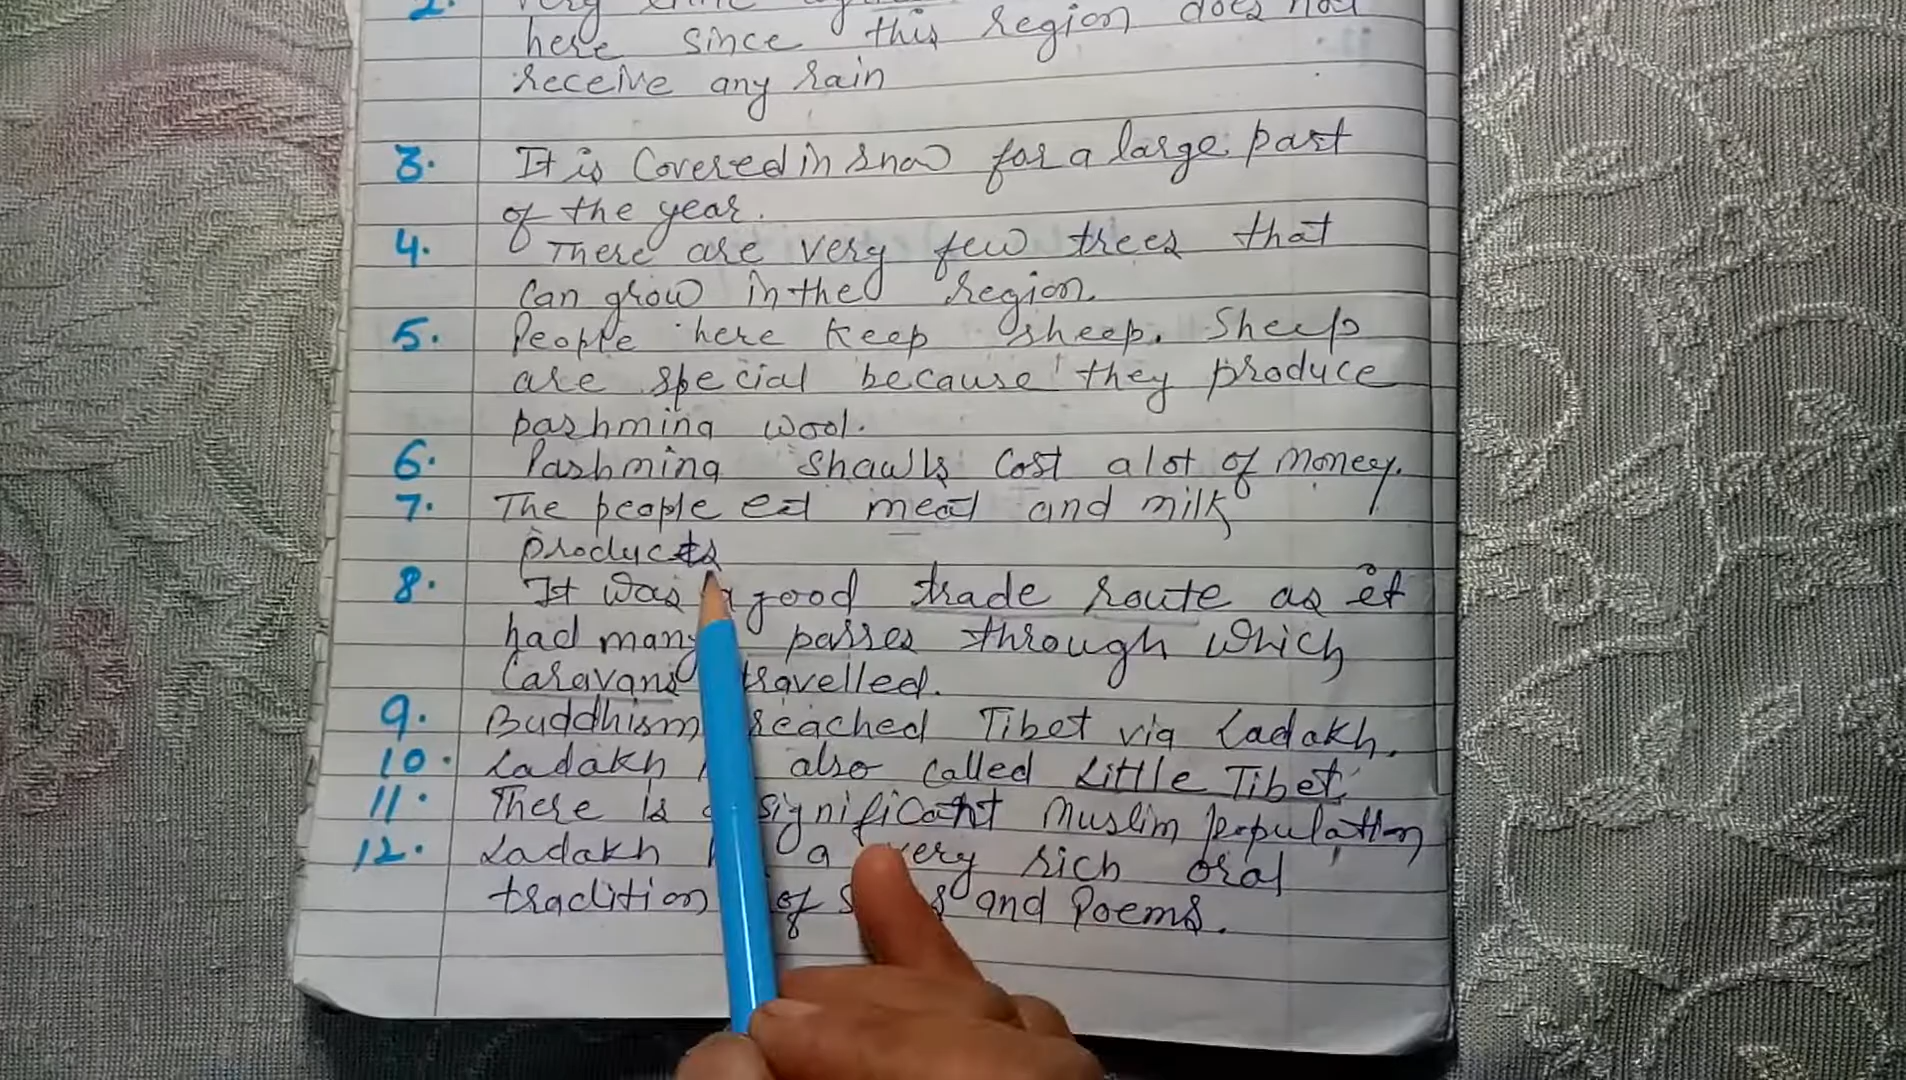 2. Very
here since this region does not
receive any rain
3. It is Covered in snow for a large part
of the year.
4. There are very few trees that
can grow in the region.
5. People here keep sheep. Sheep
are special because they produce
pashmina wool.
6. Pashmina Shawls Cost a lot of money.
7. The people eat meat and milk
products
8. It was a good trade route as it
had many passes through which
Caravans travelled.
9. Buddhism reached Tibet via Ladakh.
10. Ladakh also called Little Tibet.
11. There is significant Muslim population
12. Ladakh a very rich oral
tradition of and Poems.